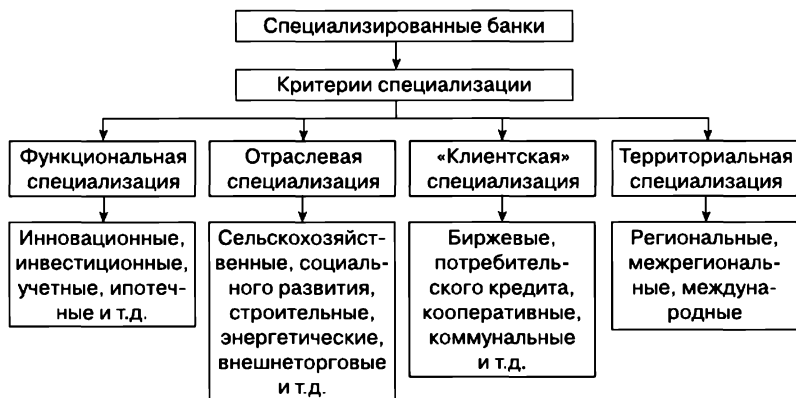 Специализированные банки
Критерии специализации
Функциональная
специализация
Отраслевая
специализация
«Клиентская»
специализация
Территориальная
специализация
Инновационные,
инвестиционные,
учетные, ипотеч-
ные и т.д.
Сельскохозяйст-
венные, социаль-
ного развития,
строительные,
энергетические,
внешнеторговые
и т.д.
Биржевые,
потребитель-
ского кредита,
кооперативные,
коммунальные
и т.д.
Региональные,
межрегиональ-
ные, междуна-
родные